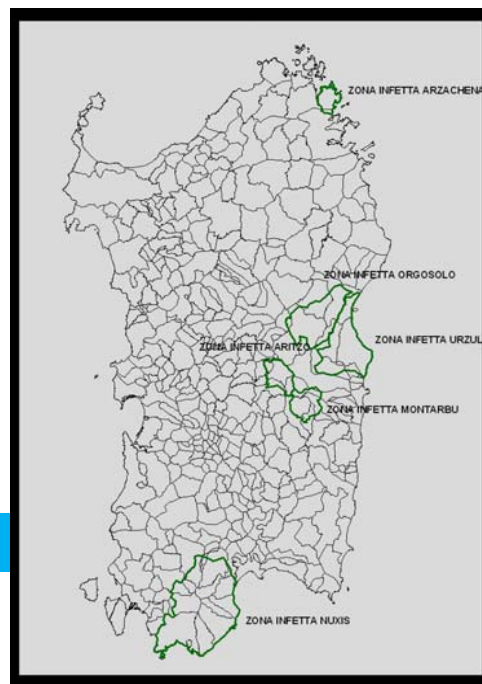 ZONA INFETTA ARZACHENA
ZONA INFETTA ORGOSOLO
ZONA INFETTA URZUL
ZONA INFETTA ARITZO
ZONA INFETTA MONTARBU
ZONA INFETTA NUXIS